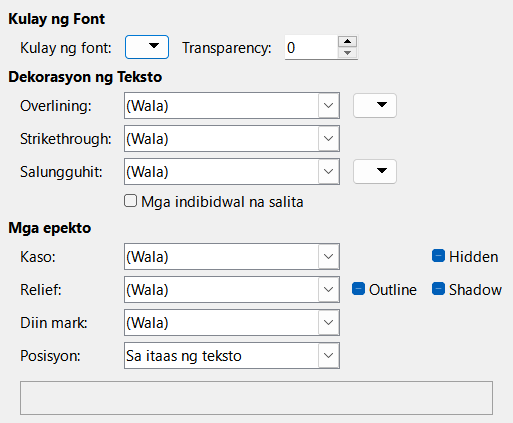 Kulay ng Font
Kulay ng font: Transparency: 0
Dekorasyon ng Teksto
Overlining: (Wala)
Strikethrough: (Wala)
Salungguhit: (Wala)
Mga indibidwal na salita
Mga epekto
Kaso: (Wala) Hidden
Relief: (Wala) Outline Shadow
Diin mark: (Wala)
Posisyon: Sa itaas ng teksto